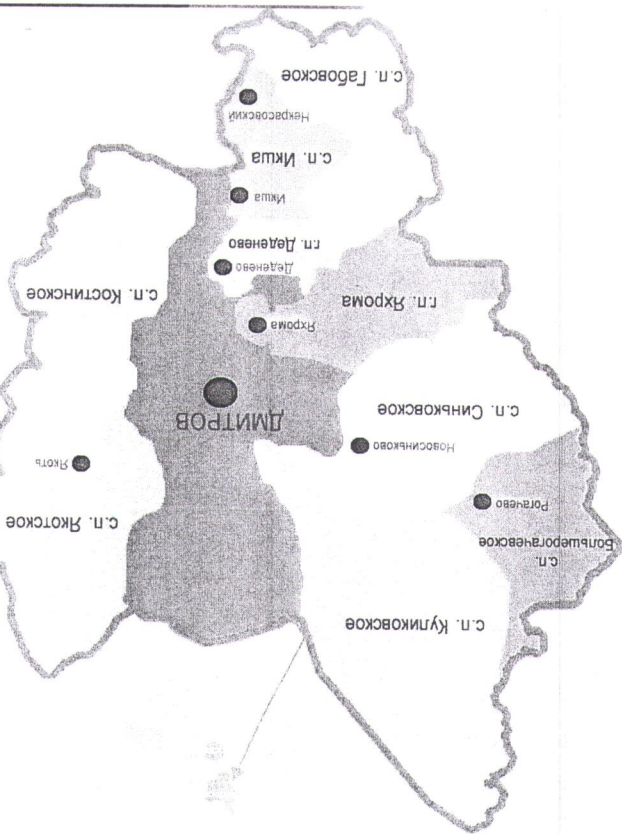 с.п. Куликовское
с.п.
Большерогачевское
Рогачево
с.п. Якотское
Якоть
Новосиньково
с.п. Синьковское
ДМИТРОВ
с.п. Костинское
Яхрома
г.п. Яхрома
Деденево
г.п. Деденево
Икша
с.п. Икша
Некрасовский
с.п. Габовское